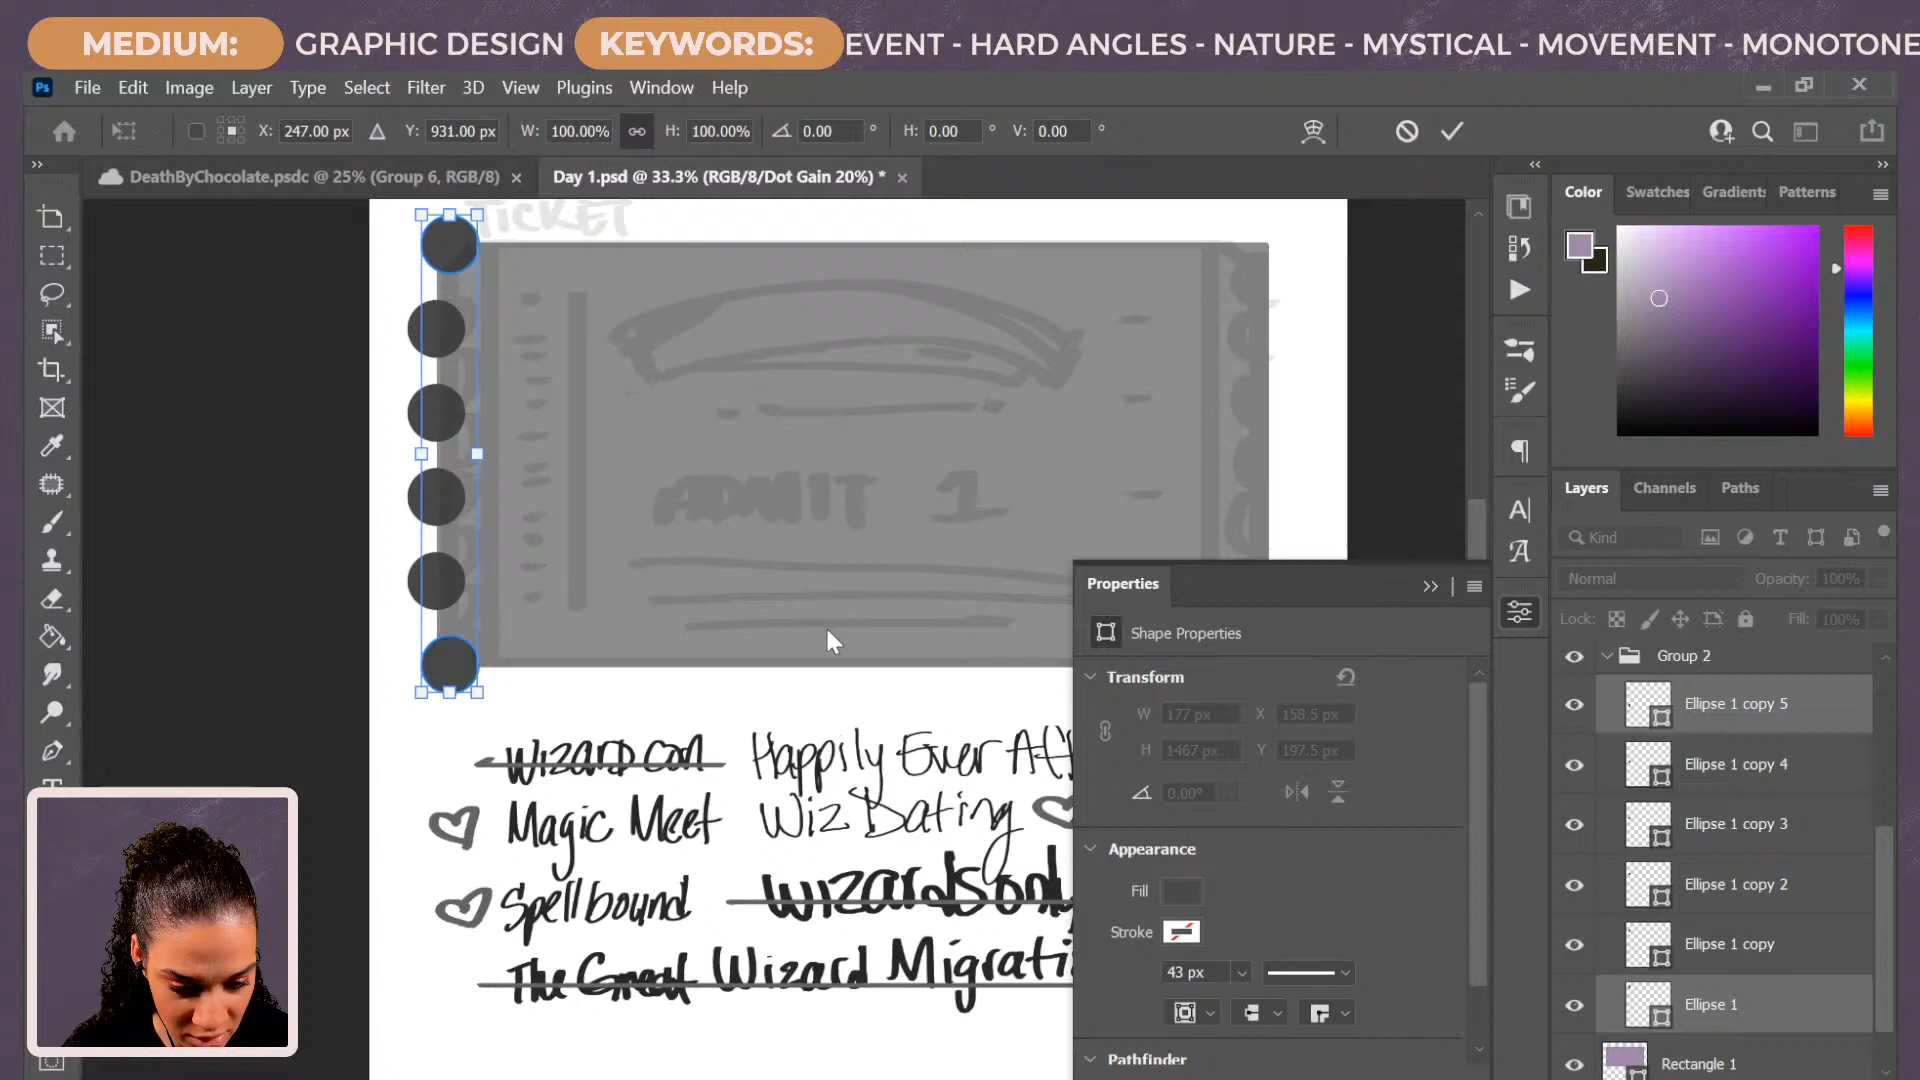 MEDIUM: GRAPHIC DESIGN KEYWORDS: EVENT - HARD ANGLES - NATURE - MYSTICAL - MOVEMENT - MONOTONE
Ps File Edit Image Layer Type Select Filter 3D View Plugins Window Help
X: 247.00 px Y: 931.00 px W: 100.00% H: 100.00% 0.00 ° H: 0.00 ° V: 0.00 °
DeathByChocolate.psdc @ 25% (Group 6, RGB/8) × Day 1.psd @ 33.3% (RGB/8/Dot Gain 20%) * ×
Color Swatches Gradients Patterns
TICKET
ADMIT 1
Wizard Con Happily Ever
Magic Meet Wiz Dating
Spellbound Wizards only
The Great Wizard
Properties
Shape Properties
Transform
W 177 px X 158.5 px
H 1467 px Y 197.5 px
0.00°
Appearance
Fill
Stroke
43 px
Pathfinder
Layers Channels Paths
Kind
Normal Opacity: 100%
Lock: Fill: 100%
Group 2
Ellipse 1 copy 5
Ellipse 1 copy 4
Ellipse 1 copy 3
Ellipse 1 copy 2
Ellipse 1 copy
Ellipse 1
Rectangle 1